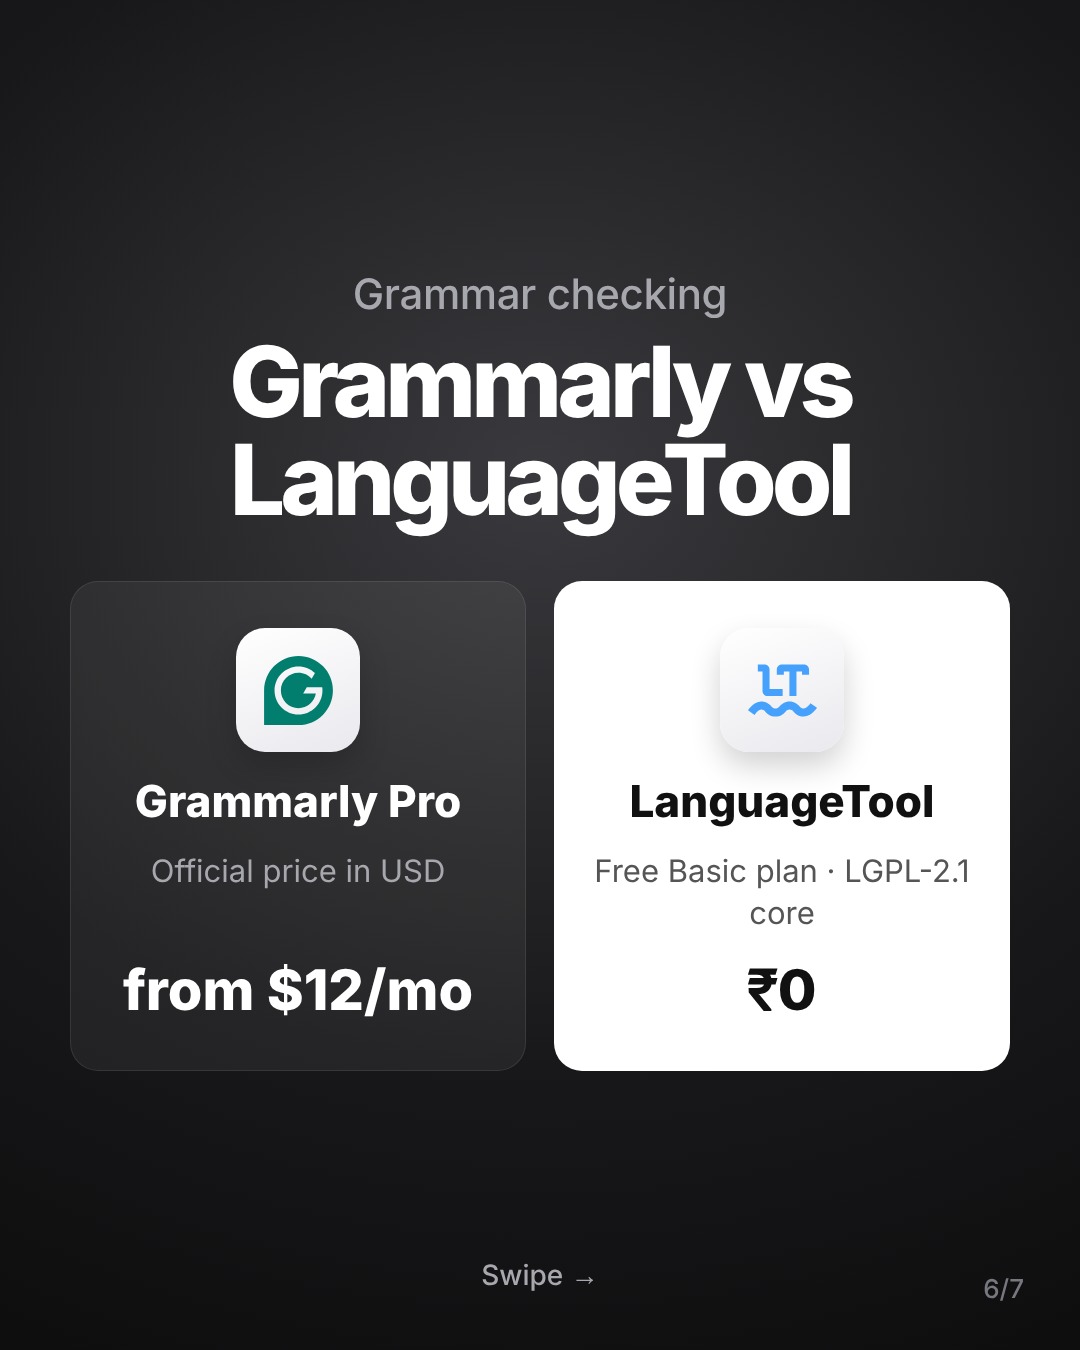 Grammar checking
Grammarly vs
LanguageTool
LT
Grammarly Pro
Official price in USD
from $12/mo
LanguageTool
Free Basic plan · LGPL-2.1
core
₹0
Swipe →
6/7